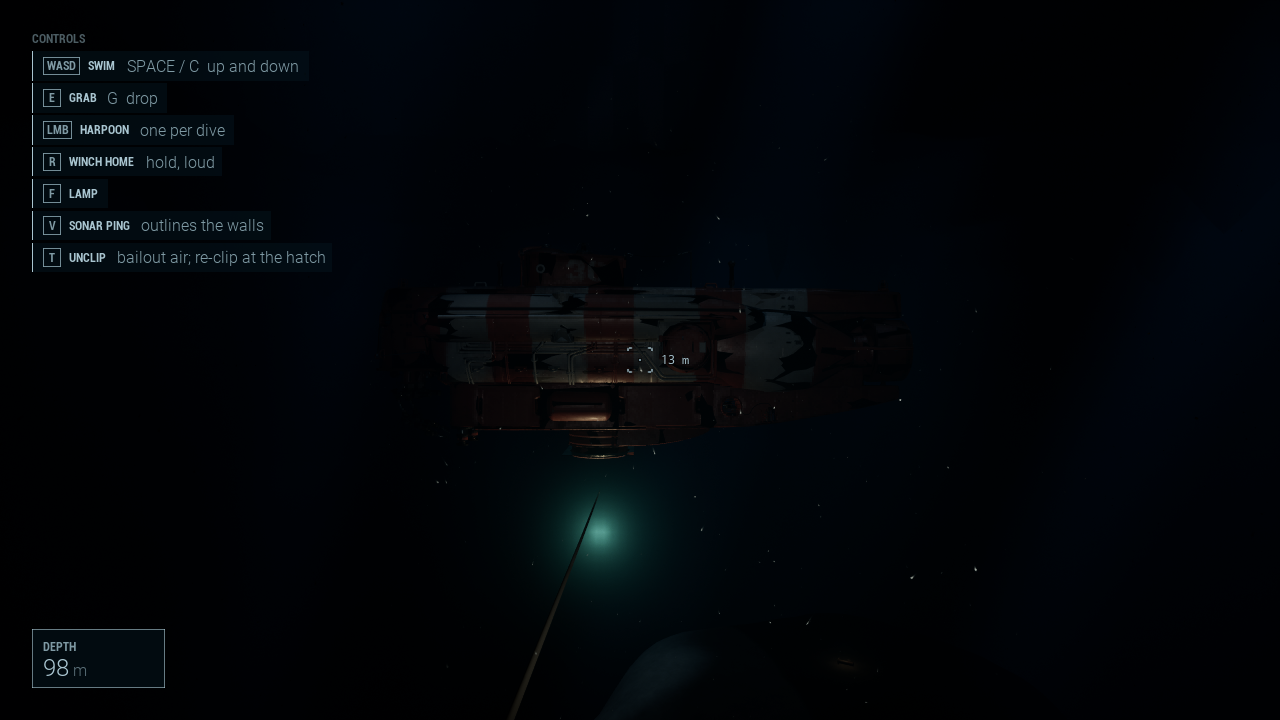 CONTROLS
WASD SWIM SPACE / C up and down
E GRAB G drop
LMB HARPOON one per dive
R WINCH HOME hold, loud
F LAMP
V SONAR PING outlines the walls
T UNCLIP bailout air; re-clip at the hatch
13 m
DEPTH
98 m